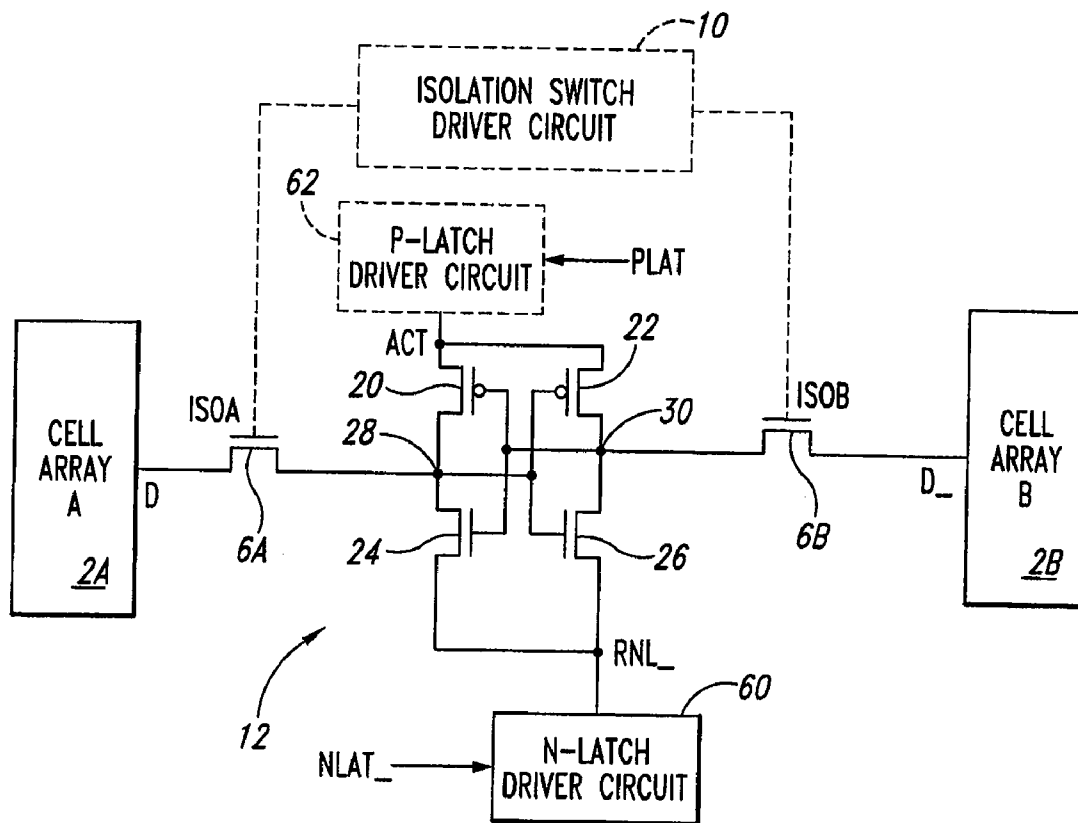 10
ISOLATION SWITCH
DRIVER CIRCUIT
62
P-LATCH
DRIVER CIRCUIT
PLAT
ACT
22
20
ISOA
ISOB
28
30
CELL
ARRAY
A
2A
D
6A
D_
6B
CELL
ARRAY
B
2B
24
26
RNL_
12
60
NLAT_
N-LATCH
DRIVER CIRCUIT